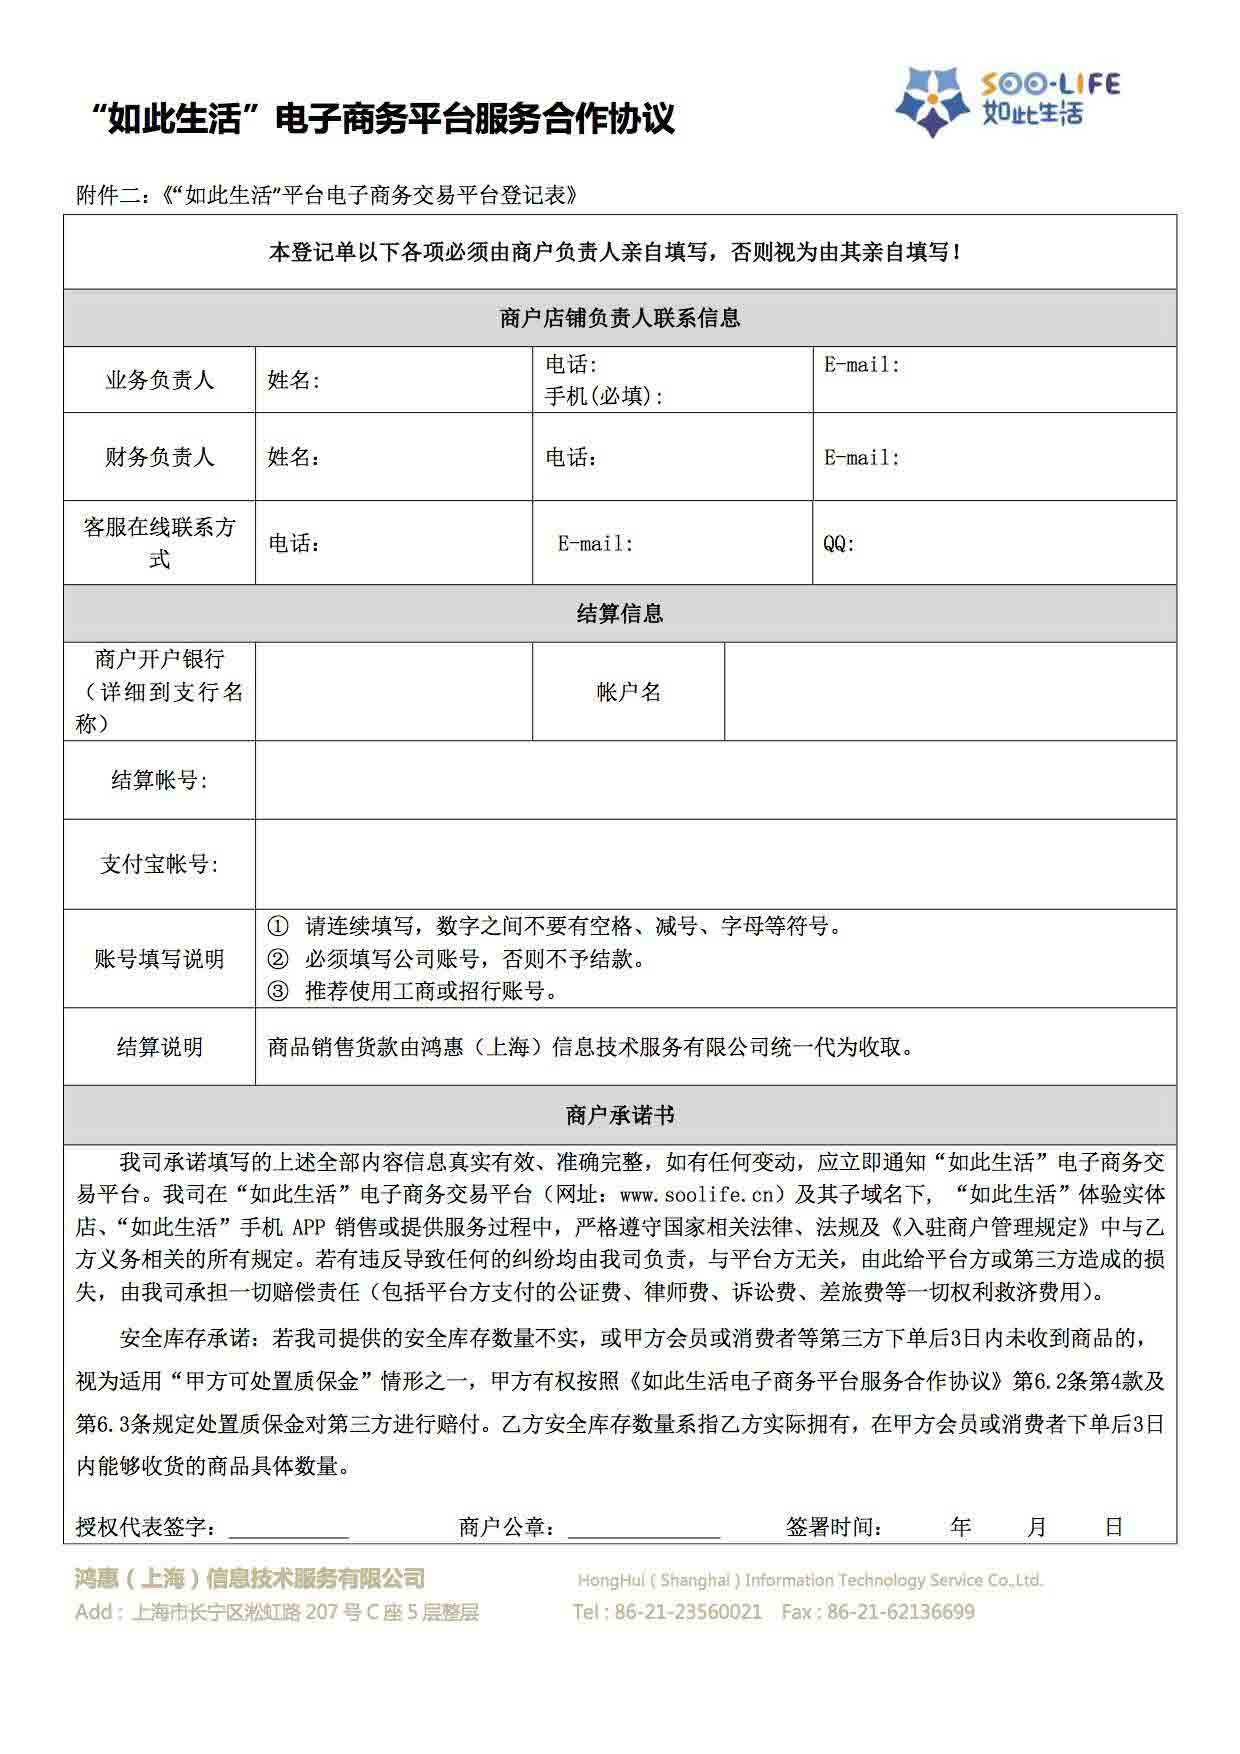 SOO-LIFE
如此生活
“如此生活”电子商务平台服务合作协议
附件二：《“如此生活”平台电子商务交易平台登记表》
本登记单以下各项必须由商户负责人亲自填写，否则视为由其亲自填写！
商户店铺负责人联系信息
业务负责人 姓名: 电话: E-mail:
手机(必填):
财务负责人 姓名： 电话： E-mail:
客服在线联系方
式
电话： E-mail: QQ:
结算信息
商户开户银行
（详细到支行名
称）
帐户名
结算帐号:
支付宝帐号:
账号填写说明
① 请连续填写，数字之间不要有空格、减号、字母等符号。
② 必须填写公司账号，否则不予结款。
③ 推荐使用工商或招行账号。
结算说明 商品销售货款由鸿惠（上海）信息技术服务有限公司统一代为收取。
商户承诺书
我司承诺填写的上述全部内容信息真实有效、准确完整，如有任何变动，应立即通知“如此生活”电子商务交
易平台。我司在“如此生活”电子商务交易平台（网址：www.soolife.cn）及其子域名下，“如此生活”体验实体
店、“如此生活”手机 APP 销售或提供服务过程中，严格遵守国家相关法律、法规及《入驻商户管理规定》中与乙
方义务相关的所有规定。若有违反导致任何的纠纷均由我司负责，与平台方无关，由此给平台方或第三方造成的损
失，由我司承担一切赔偿责任（包括平台方支付的公证费、律师费、诉讼费、差旅费等一切权利救济费用）。
安全库存承诺：若我司提供的安全库存数量不实，或甲方会员或消费者等第三方下单后3日内未收到商品的，
视为适用“甲方可处置质保金”情形之一，甲方有权按照《如此生活电子商务平台服务合作协议》第6.2条第4款及
第6.3条规定处置质保金对第三方进行赔付。乙方安全库存数量系指乙方实际拥有，在甲方会员或消费者下单后3日
内能够收货的商品具体数量。
授权代表签字：___________ 商户公章：______________ 签署时间： 年 月 日
鸿惠（上海）信息技术服务有限公司 HongHui ( Shanghai ) Information Technology Service Co.,Ltd.
Add : 上海市长宁区淞虹路 207 号 C 座 5 层整层 Tel : 86-21-23560021 Fax : 86-21-62136699